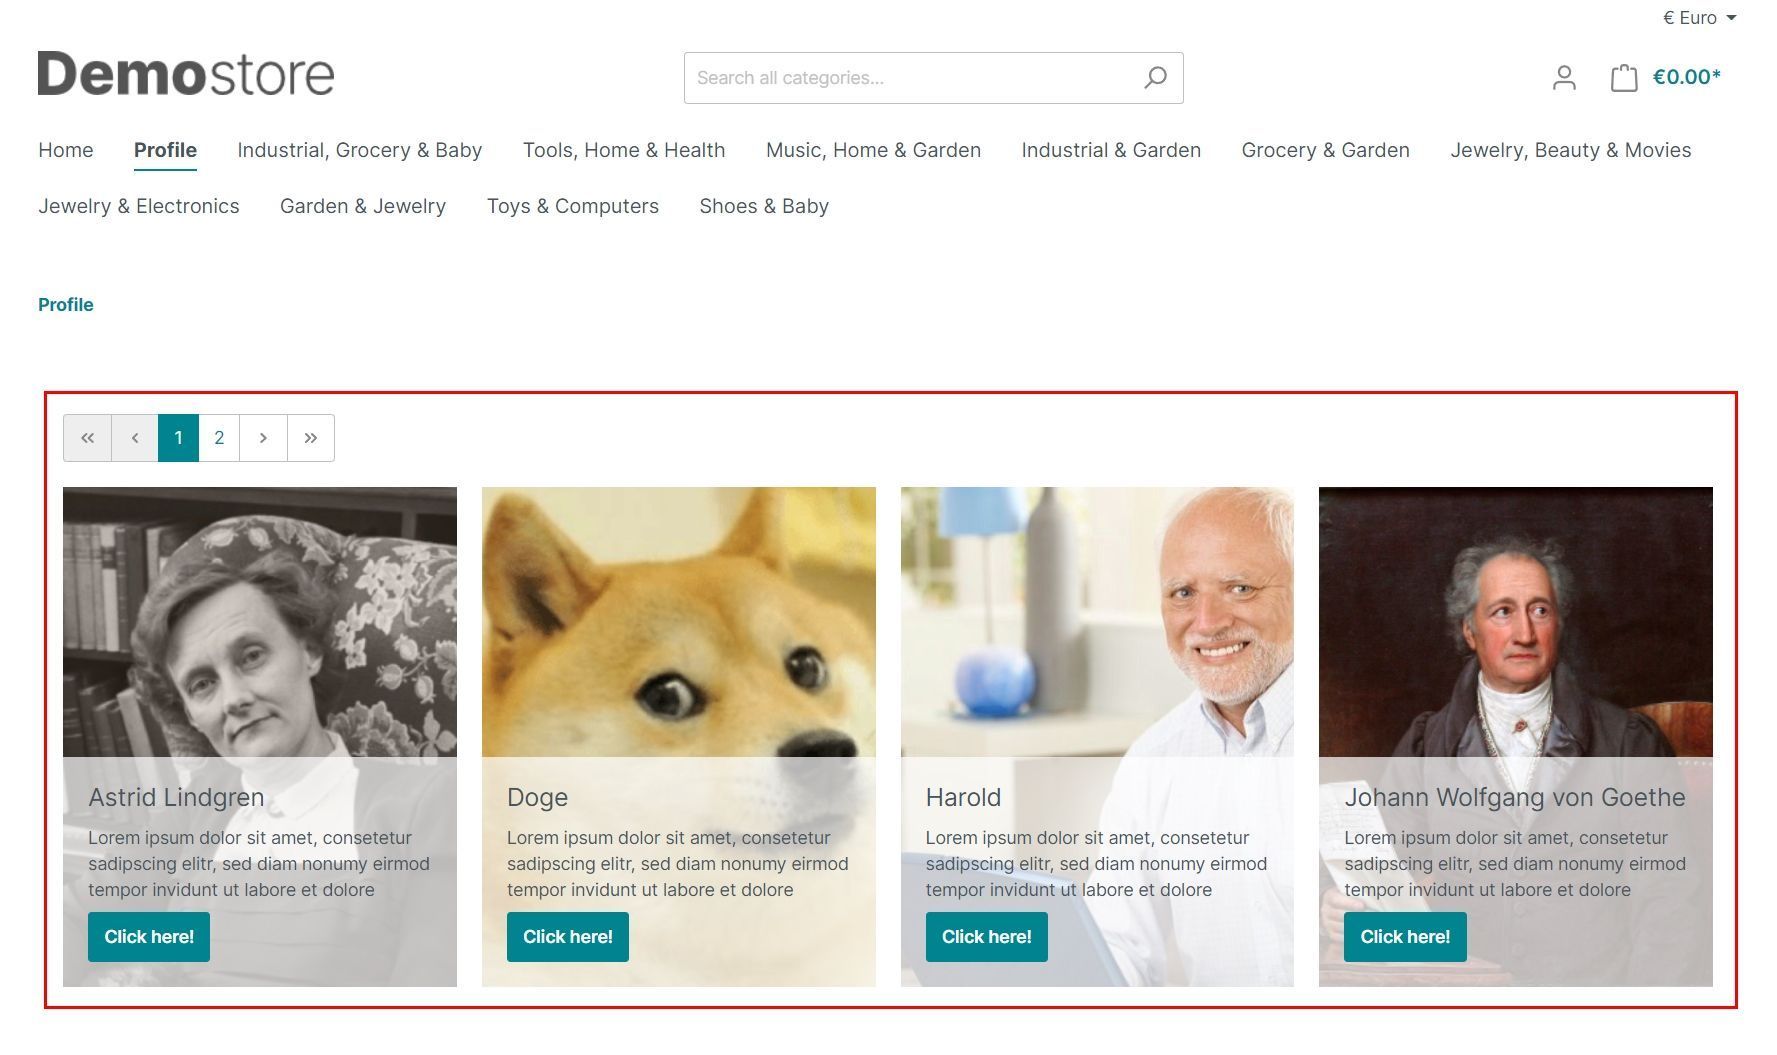 € Euro
Demostore
Search all categories...
€0.00*
Home Profile Industrial, Grocery & Baby Tools, Home & Health Music, Home & Garden Industrial & Garden Grocery & Garden Jewelry, Beauty & Movies
Jewelry & Electronics Garden & Jewelry Toys & Computers Shoes & Baby
Profile
« ‹ 1 2 › »
Astrid Lindgren
Lorem ipsum dolor sit amet, consetetur
sadipscing elitr, sed diam nonumy eirmod
tempor invidunt ut labore et dolore
Click here!
Doge
Lorem ipsum dolor sit amet, consetetur
sadipscing elitr, sed diam nonumy eirmod
tempor invidunt ut labore et dolore
Click here!
Harold
Lorem ipsum dolor sit amet, consetetur
sadipscing elitr, sed diam nonumy eirmod
tempor invidunt ut labore et dolore
Click here!
Johann Wolfgang von Goethe
Lorem ipsum dolor sit amet, consetetur
sadipscing elitr, sed diam nonumy eirmod
tempor invidunt ut labore et dolore
Click here!